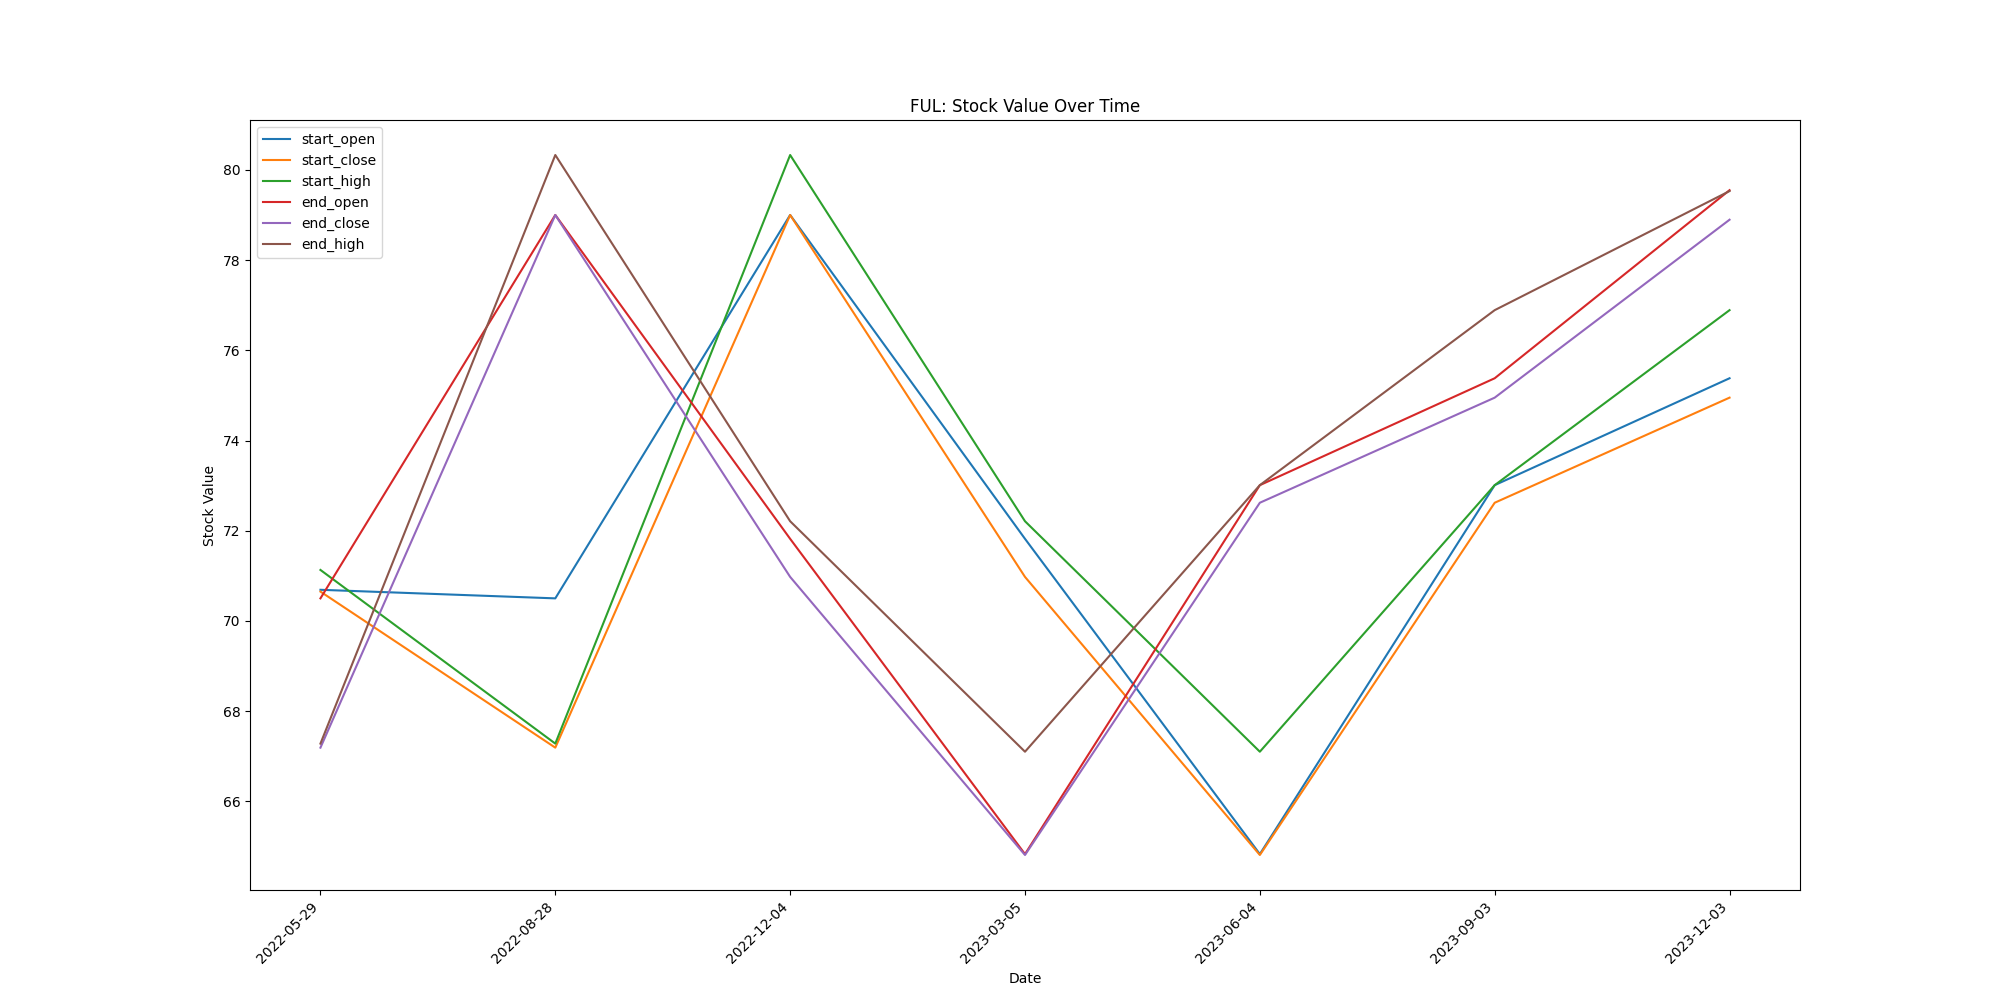 FUL: Stock Value Over Time
start_open
start_close
start_high
end_open
end_close
end_high
80
78
76
74
72
70
68
66
Stock Value
2022-05-29
2022-08-28
2022-12-04
2023-03-05
2023-06-04
2023-09-03
2023-12-03
Date